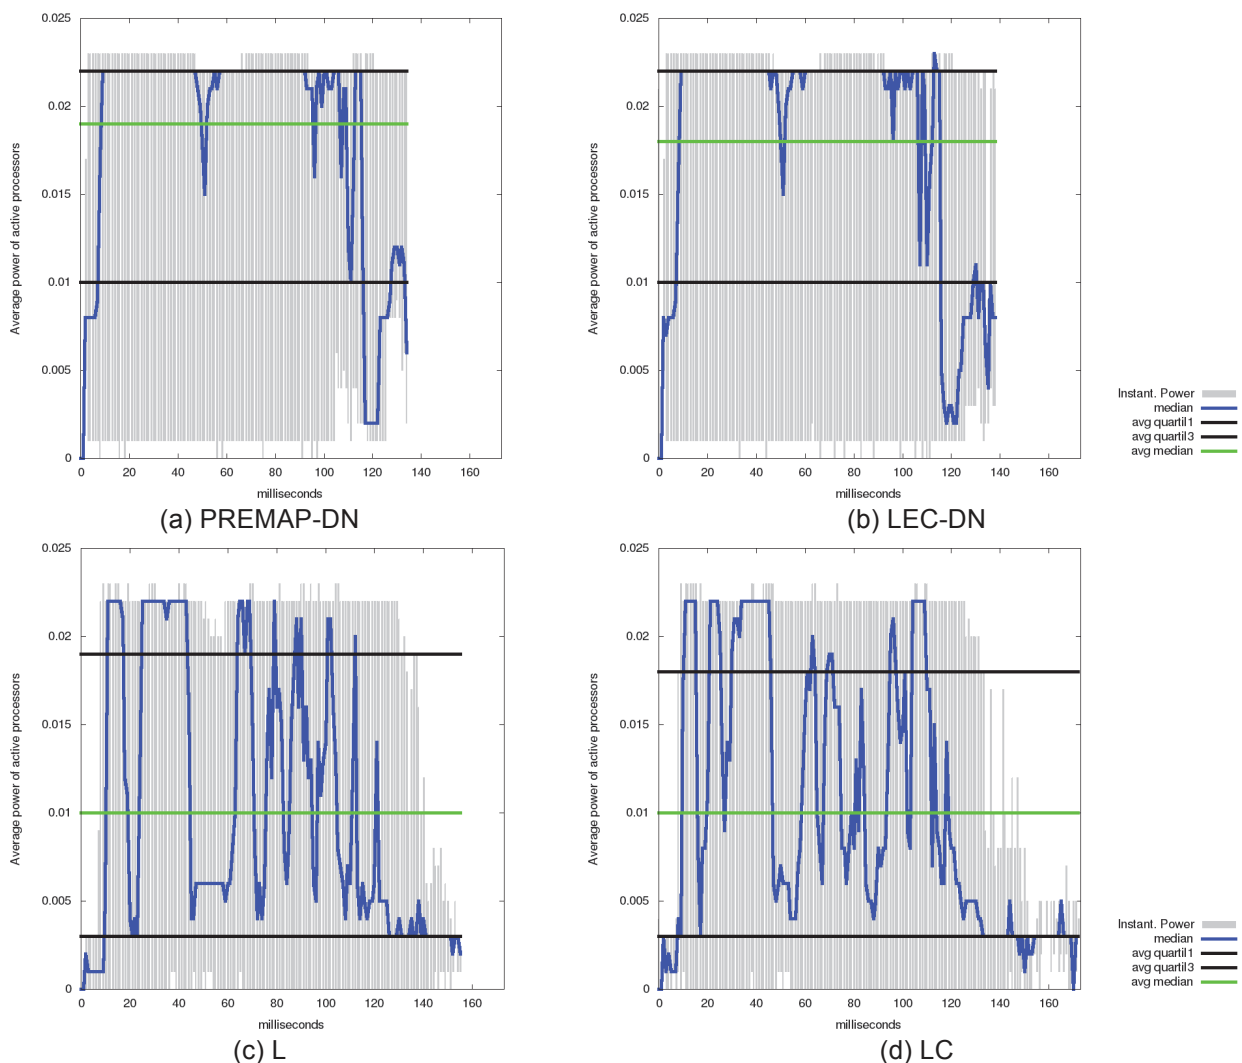 0.025
0.02
0.015
0.01
0.005
0
0 20 40 60 80 100 120 140 160
Average power of active processors
milliseconds
(a) PREMAP-DN
0.025
0.02
0.015
0.01
0.005
0
0 20 40 60 80 100 120 140 160
Average power of active processors
milliseconds
(b) LEC-DN
Instant. Power
median
avg quartil1
avg quartil3
avg median
0.025
0.02
0.015
0.01
0.005
0
0 20 40 60 80 100 120 140 160
Average power of active processors
milliseconds
(c) L
0.025
0.02
0.015
0.01
0.005
0
0 20 40 60 80 100 120 140 160
Average power of active processors
milliseconds
(d) LC
Instant. Power
median
avg quartil1
avg quartil3
avg median